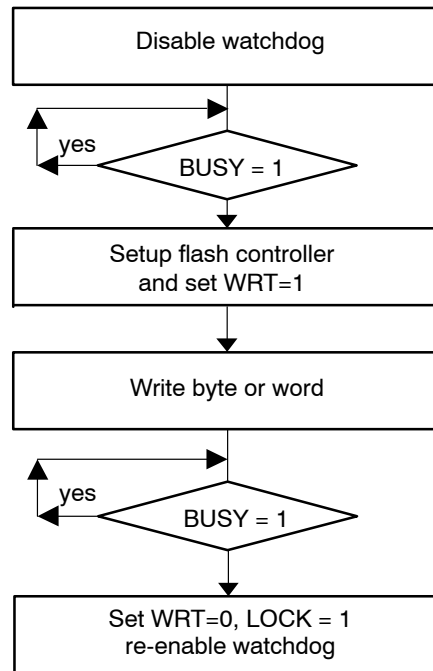 Disable watchdog
yes
BUSY = 1
Setup flash controller
and set WRT=1
Write byte or word
yes
BUSY = 1
Set WRT=0, LOCK = 1
re-enable watchdog